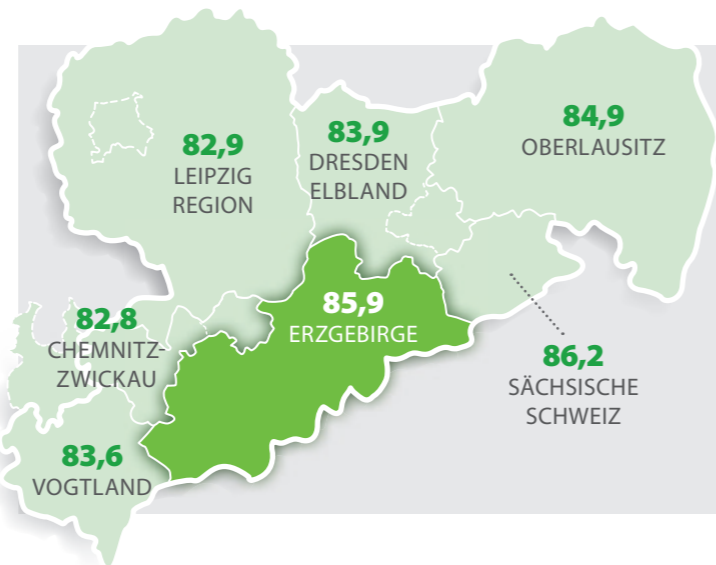 82,9
LEIPZIG
REGION
83,9
DRESDEN
ELBLAND
84,9
OBERLAUSITZ
82,8
CHEMNITZ-
ZWICKAU
85,9
ERZGEBIRGE
86,2
SÄCHSISCHE
SCHWEIZ
83,6
VOGTLAND